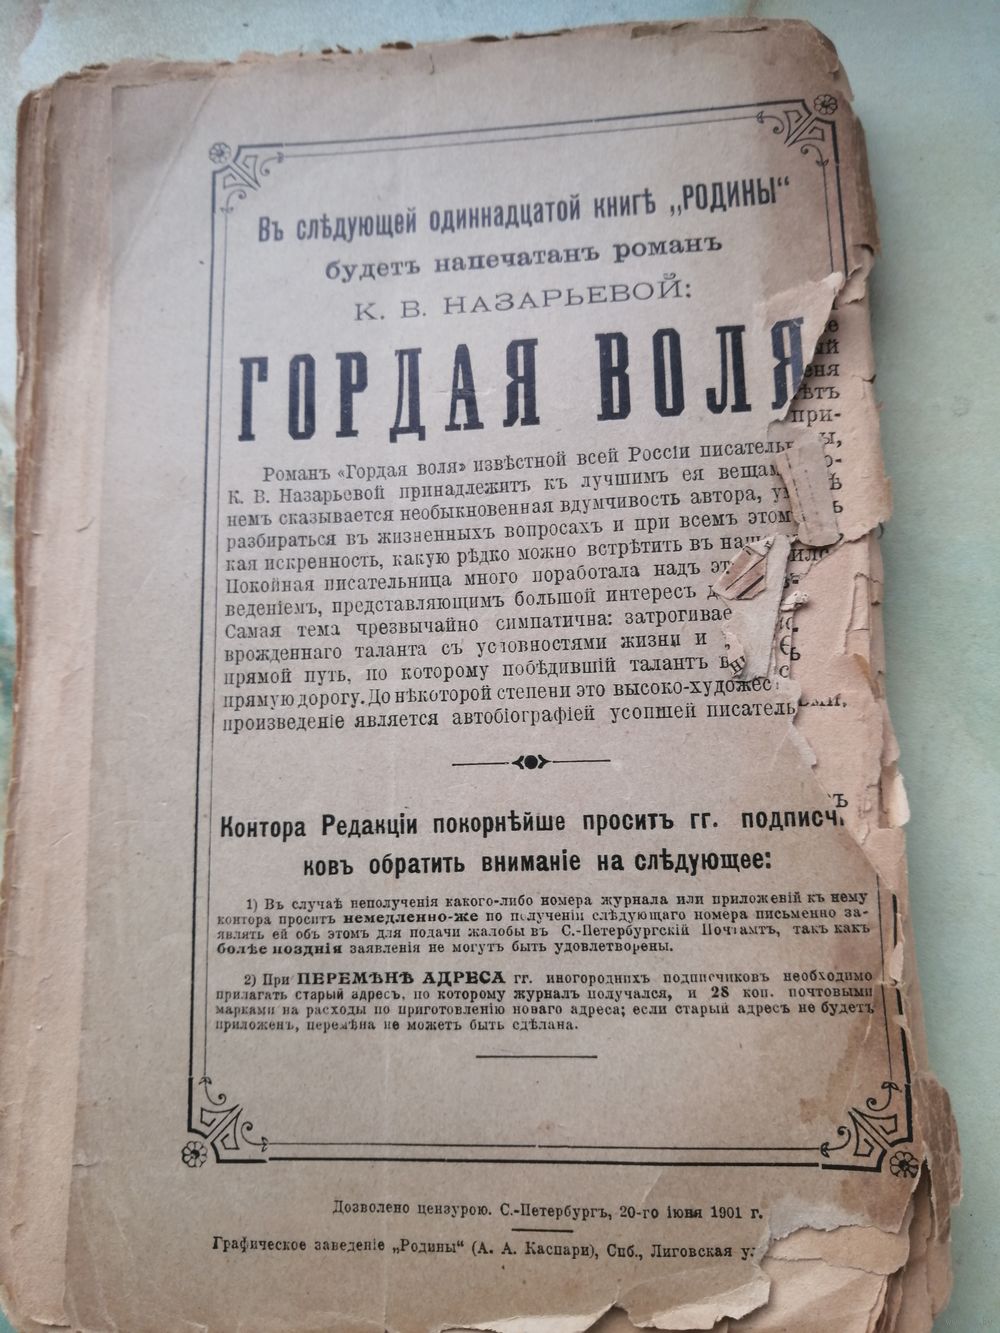 Въ слѣдующей одиннадцатой книгѣ „РОДИНЫ“
будетъ напечатанъ романъ
К. В. НАЗАРЬЕВОЙ:
ГОРДАЯ ВОЛЯ
Романъ «Гордая воля» извѣстной всей Россіи писатель
К. В. Назарьевой принадлежитъ къ лучшимъ ея вещам
немъ сказывается необыкновенная вдумчивость автора,
разбираться въ жизненныхъ вопросахъ и при всемъ этом
кая искренность, какую рѣдко можно встрѣтить въ
Покойная писательница много поработала надъ
веденіемъ, представляющимъ большой интересъ
Самая тема чрезвычайно симпатична: затрогивае
врожденнаго таланта съ условностями жизни и
прямой путь, по которому побѣдившій талантъ
прямую дорогу. До нѣкоторой степени это высоко-художес
произведеніе является автобіографіей усопшей писатель
Контора Редакціи покорнѣйше проситъ гг. подписч
ковъ обратить вниманіе на слѣдующее:
1) Въ случаѣ неполученія какого-либо номера журнала или приложеній къ нему
контора проситъ немедленно-же по полученіи слѣдующаго номера письменно за-
являть ей объ этомъ для подачи жалобы въ С.-Петербургскій Почтамтъ, такъ какъ
болѣе позднія заявленія не могутъ быть удовлетворены.
2) При ПЕРЕМѢНѢ АДРЕСА гг. иногороднихъ подписчиковъ необходимо
прилагать старый адресъ, по которому журналъ получался, и 28 коп. почтовыми
марками на расходы по приготовленію новаго адреса; если старый адресъ не будетъ
приложенъ, перемѣна не можетъ быть сдѣлана.
Дозволено цензурою. С.-Петербургъ, 20-го іюня 1901 г.
Графическое заведеніе „Родины“ (А. А. Каспари), Спб., Лиговская у